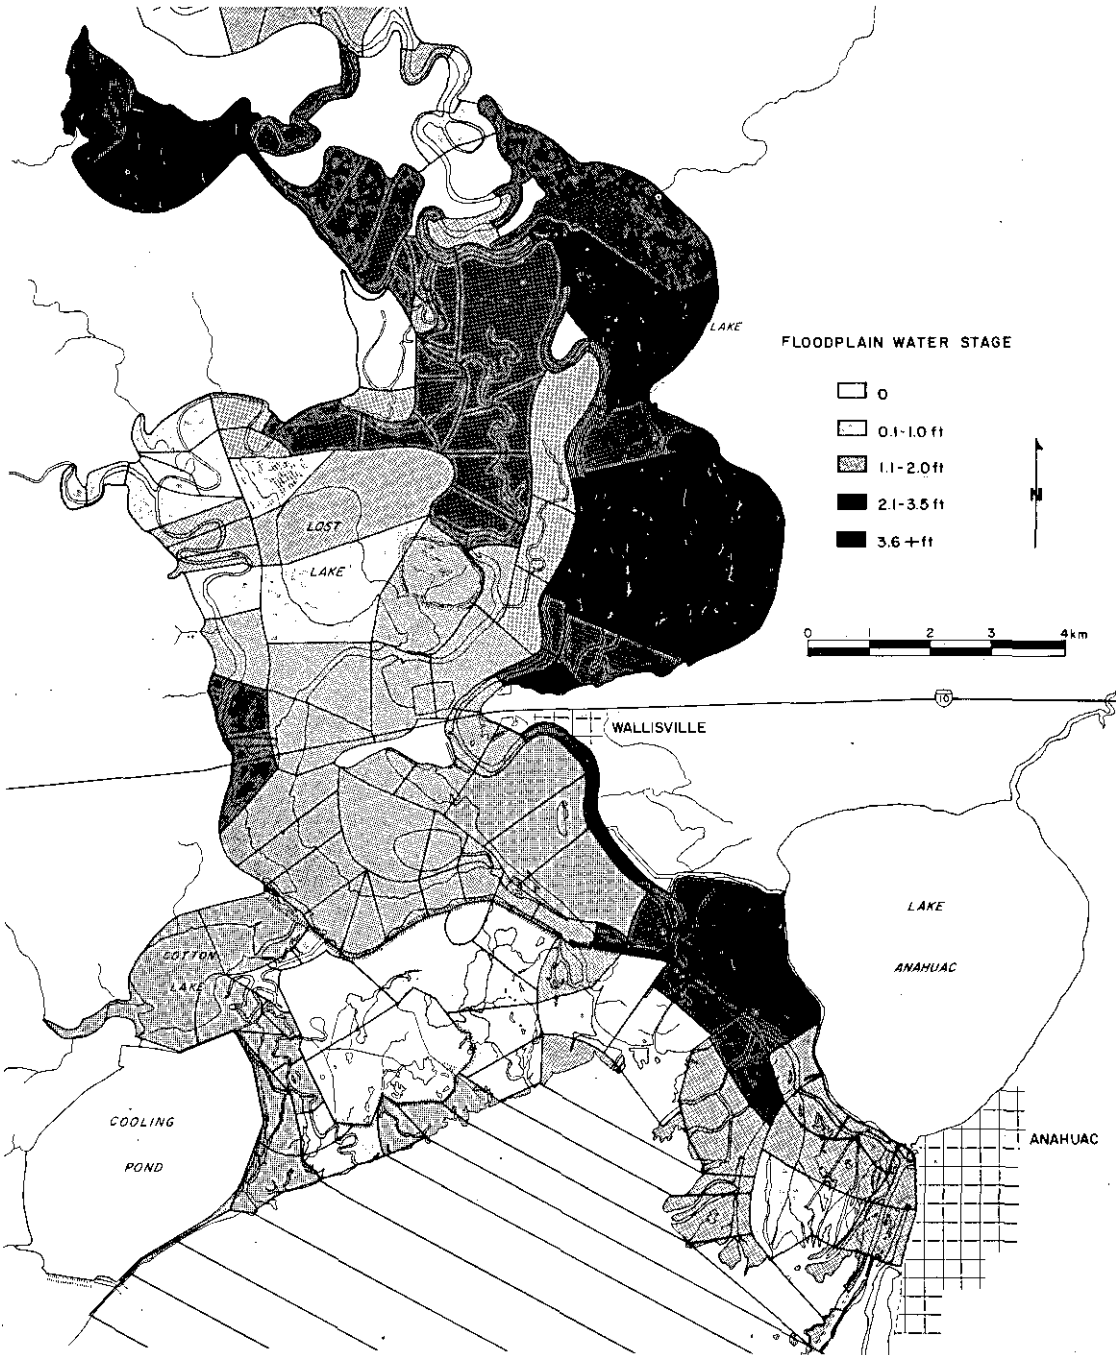 LAKE
FLOODPLAIN WATER STAGE
0
0.1-1.0 ft
1.1-2.0ft
2.1-3.5 ft
3.6 + ft
N
0 1 2 3 4 km
LOST
LAKE
10
WALLISVILLE
LAKE
ANAHUAC
COTTON
LAKE
COOLING
POND
ANAHUAC